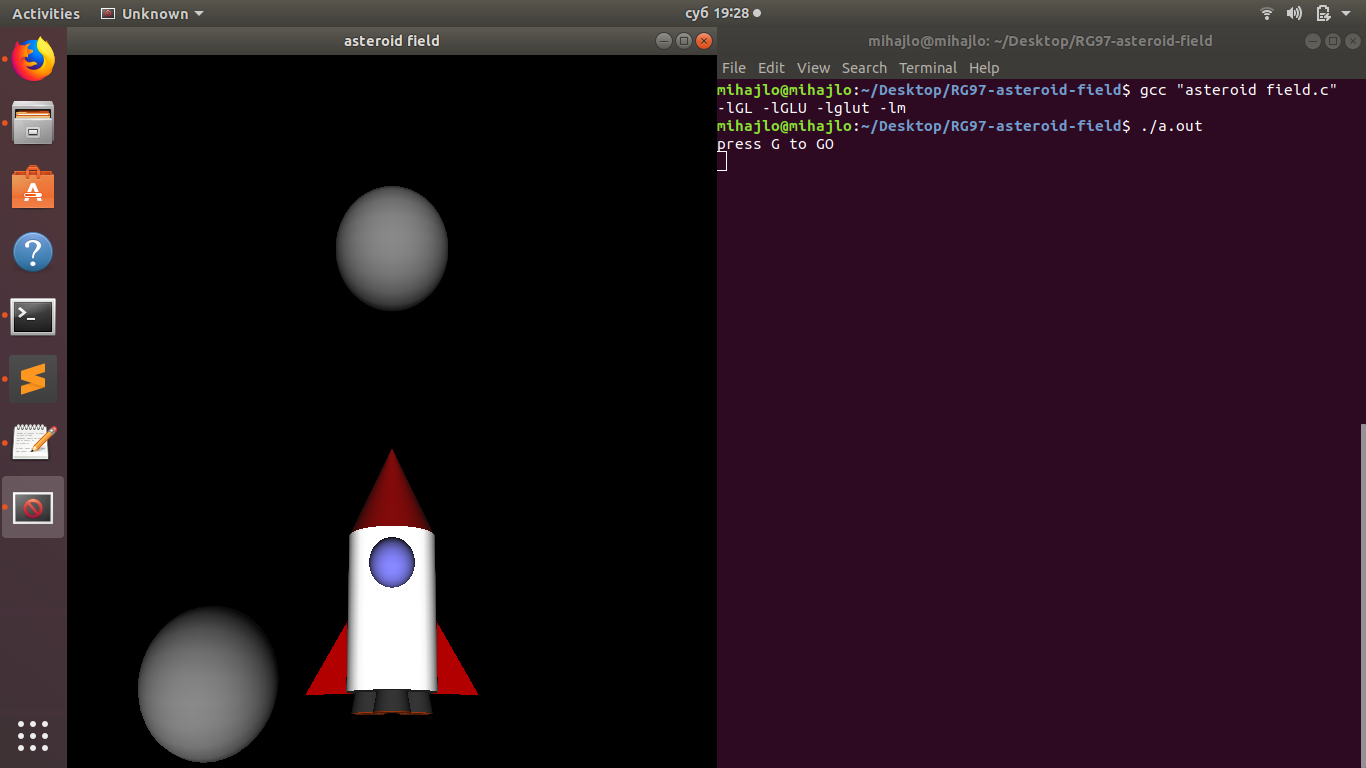 Activities Unknown суб 19:28
asteroid field
mihajlo@mihajlo: ~/Desktop/RG97-asteroid-field
File Edit View Search Terminal Help
mihajlo@mihajlo:~/Desktop/RG97-asteroid-field$ gcc "asteroid field.c"
-lGL -lGLU -lglut -lm
mihajlo@mihajlo:~/Desktop/RG97-asteroid-field$ ./a.out
press G to GO